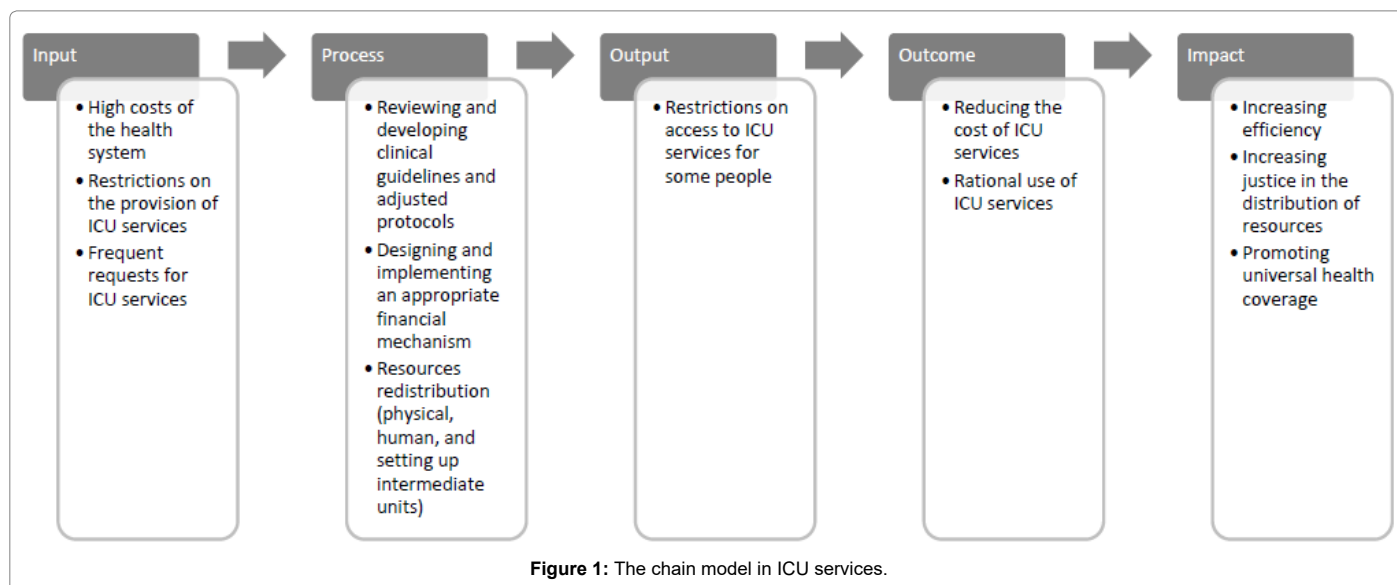 Input
• High costs of
the health
system
• Restrictions on
the provision of
ICU services
• Frequent
requests for
ICU services
Process
• Reviewing and
developing
clinical
guidelines and
adjusted
protocols
• Designing and
implementing
an appropriate
financial
mechanism
• Resources
redistribution
(physical,
human, and
setting up
intermediate
units)
Output
• Restrictions on
access to ICU
services for
some people
Outcome
• Reducing the
cost of ICU
services
• Rational use of
ICU services
Impact
• Increasing
efficiency
• Increasing
justice in the
distribution of
resources
• Promoting
universal health
coverage
Figure 1: The chain model in ICU services.